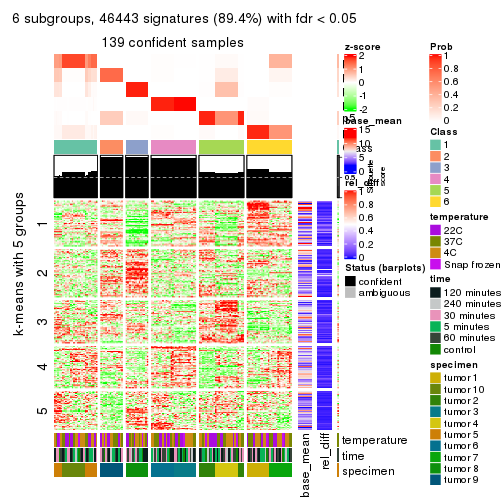 6 subgroups, 46443 signatures (89.4%) with fdr < 0.05
139 confident samples
k-means with 5 groups
1
2
3
4
5
base_mean
rel_diff
temperature
time
specimen
z-score
2
1
0
-1
-2
base_mean
15
10
5
0
rel_diff
1
0.8
0.6
0.4
0.2
0
Status (barplots)
confident
ambiguous
Prob
1
0.8
0.6
0.4
0.2
0
Class
1
2
3
4
5
6
temperature
22C
37C
4C
Snap frozen
time
120 minutes
240 minutes
30 minutes
5 minutes
60 minutes
control
specimen
tumor 1
tumor 10
tumor 2
tumor 3
tumor 4
tumor 5
tumor 6
tumor 7
tumor 8
tumor 9